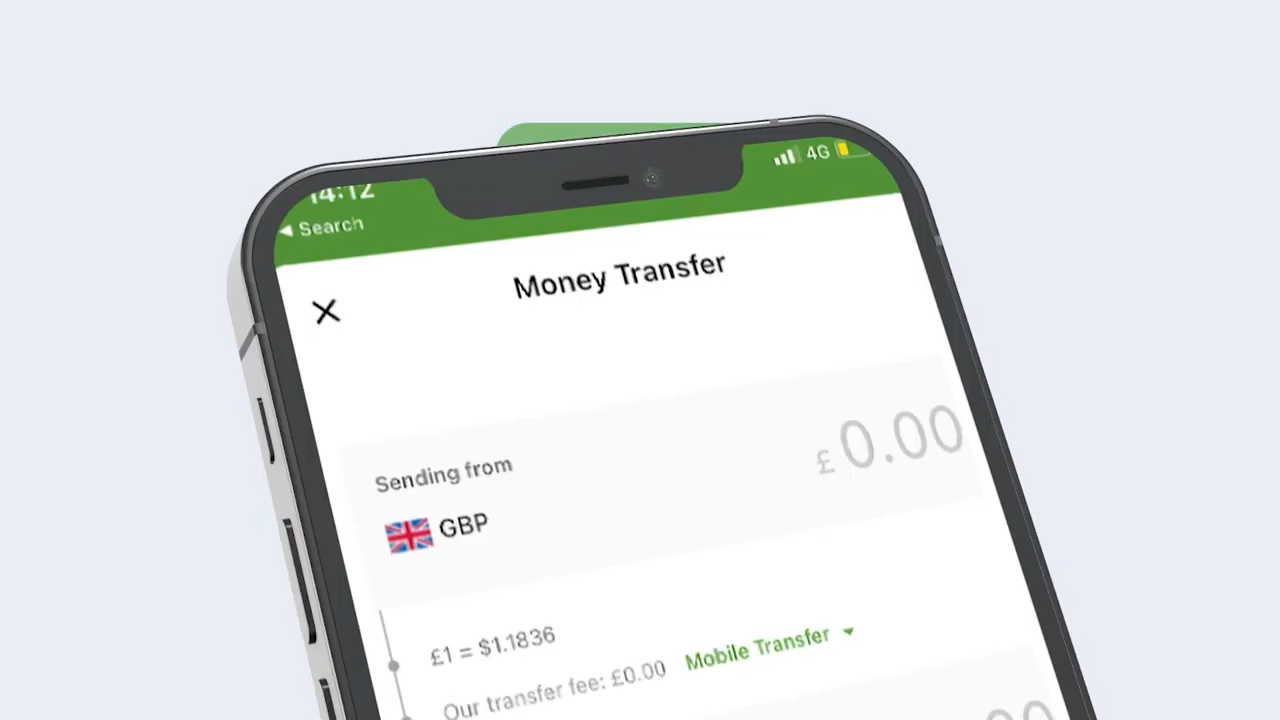 14:12
4G
◀ Search
Money Transfer
£0.00
Sending from
GBP
£1 = $1.1836
Our transfer fee: £0.00 Mobile Transfer
00